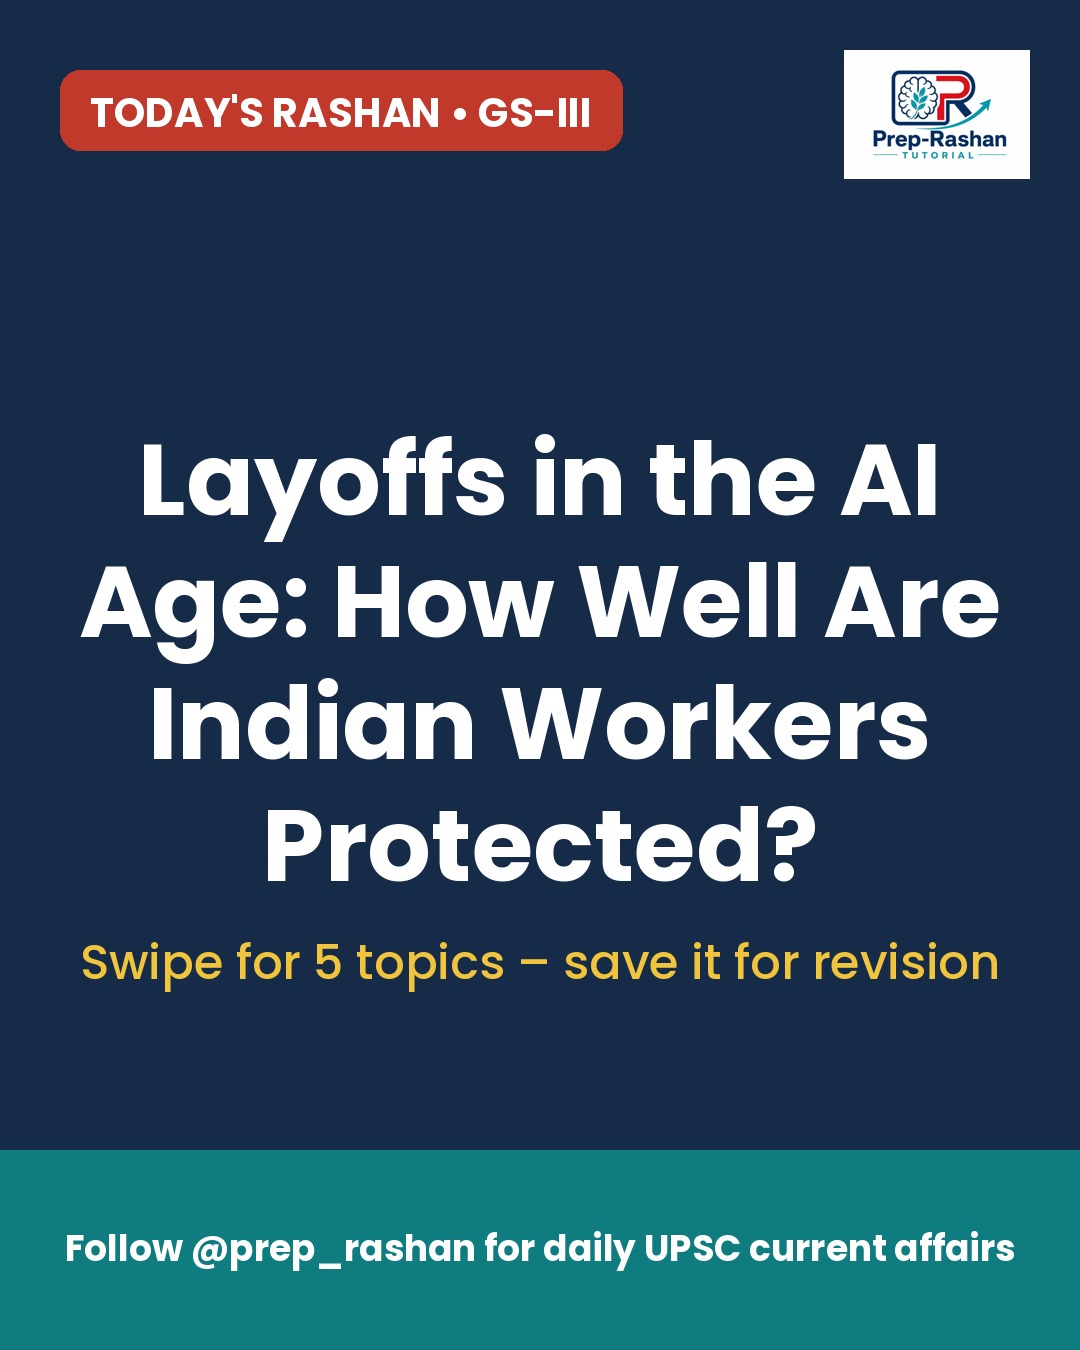 TODAY'S RASHAN • GS-III
Prep-Rashan
TUTORIAL
Layoffs in the AI
Age: How Well Are
Indian Workers
Protected?
Swipe for 5 topics – save it for revision
Follow @prep_rashan for daily UPSC current affairs